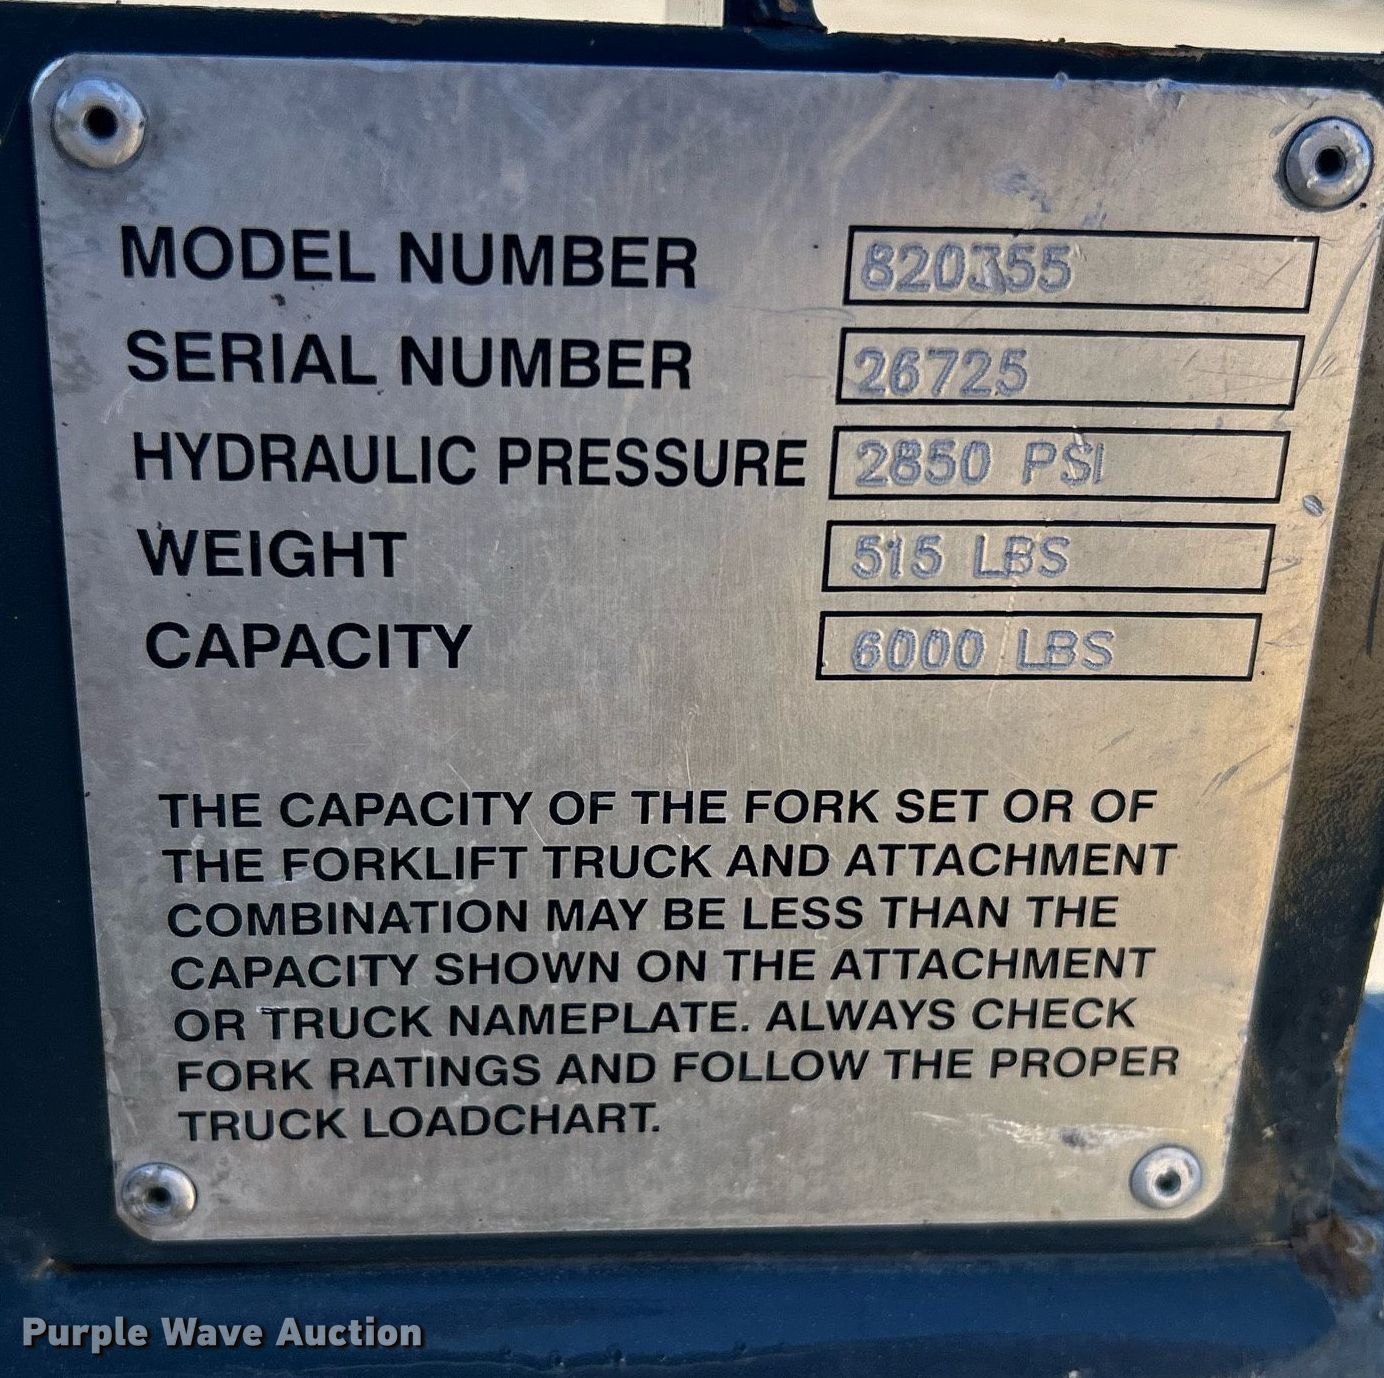 MODEL NUMBER 820355
SERIAL NUMBER 26725
HYDRAULIC PRESSURE 2850 PSI
WEIGHT 515 LBS
CAPACITY 6000 LBS
THE CAPACITY OF THE FORK SET OR OF
THE FORKLIFT TRUCK AND ATTACHMENT
COMBINATION MAY BE LESS THAN THE
CAPACITY SHOWN ON THE ATTACHMENT
OR TRUCK NAMEPLATE. ALWAYS CHECK
FORK RATINGS AND FOLLOW THE PROPER
TRUCK LOADCHART.
Purple Wave Auction